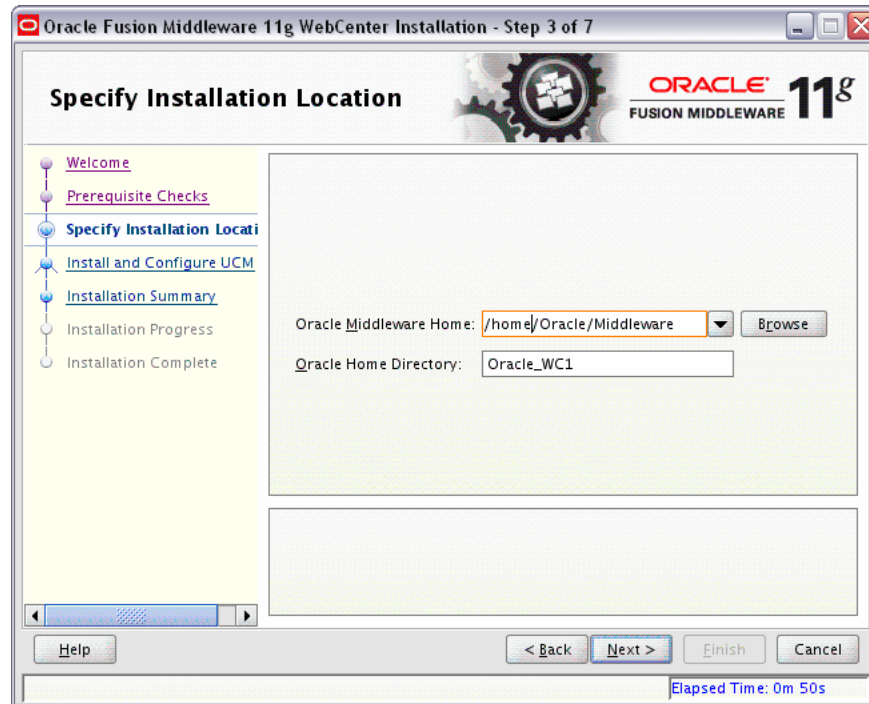 Oracle Fusion Middleware 11g WebCenter Installation - Step 3 of 7
Specify Installation Location
ORACLE
FUSION MIDDLEWARE
11g
Welcome
Prerequisite Checks
Specify Installation Locati
Install and Configure UCM
Installation Summary
Installation Progress
Installation Complete
Oracle Middleware Home: /home/Oracle/Middleware Browse
Oracle Home Directory: Oracle_WC1
Help < Back Next > Finish Cancel
Elapsed Time: 0m 50s